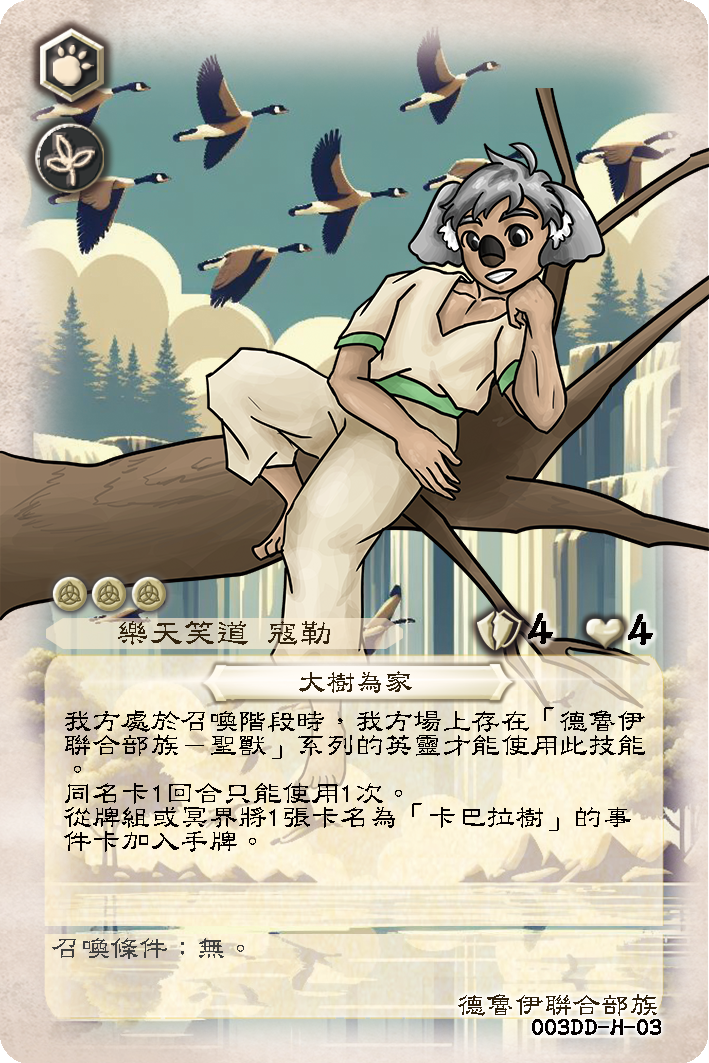 樂天笑道 寇勒
4
4
大樹為家
我方處於召喚階段時，我方場上存在「德魯伊
聯合部族－聖獸」系列的英靈才能使用此技能
。
同名卡1回合只能使用1次。
從牌組或冥界將1張卡名為「卡巴拉樹」的事
件卡加入手牌。
召喚條件：無。
德魯伊聯合部族
003DD-H-03